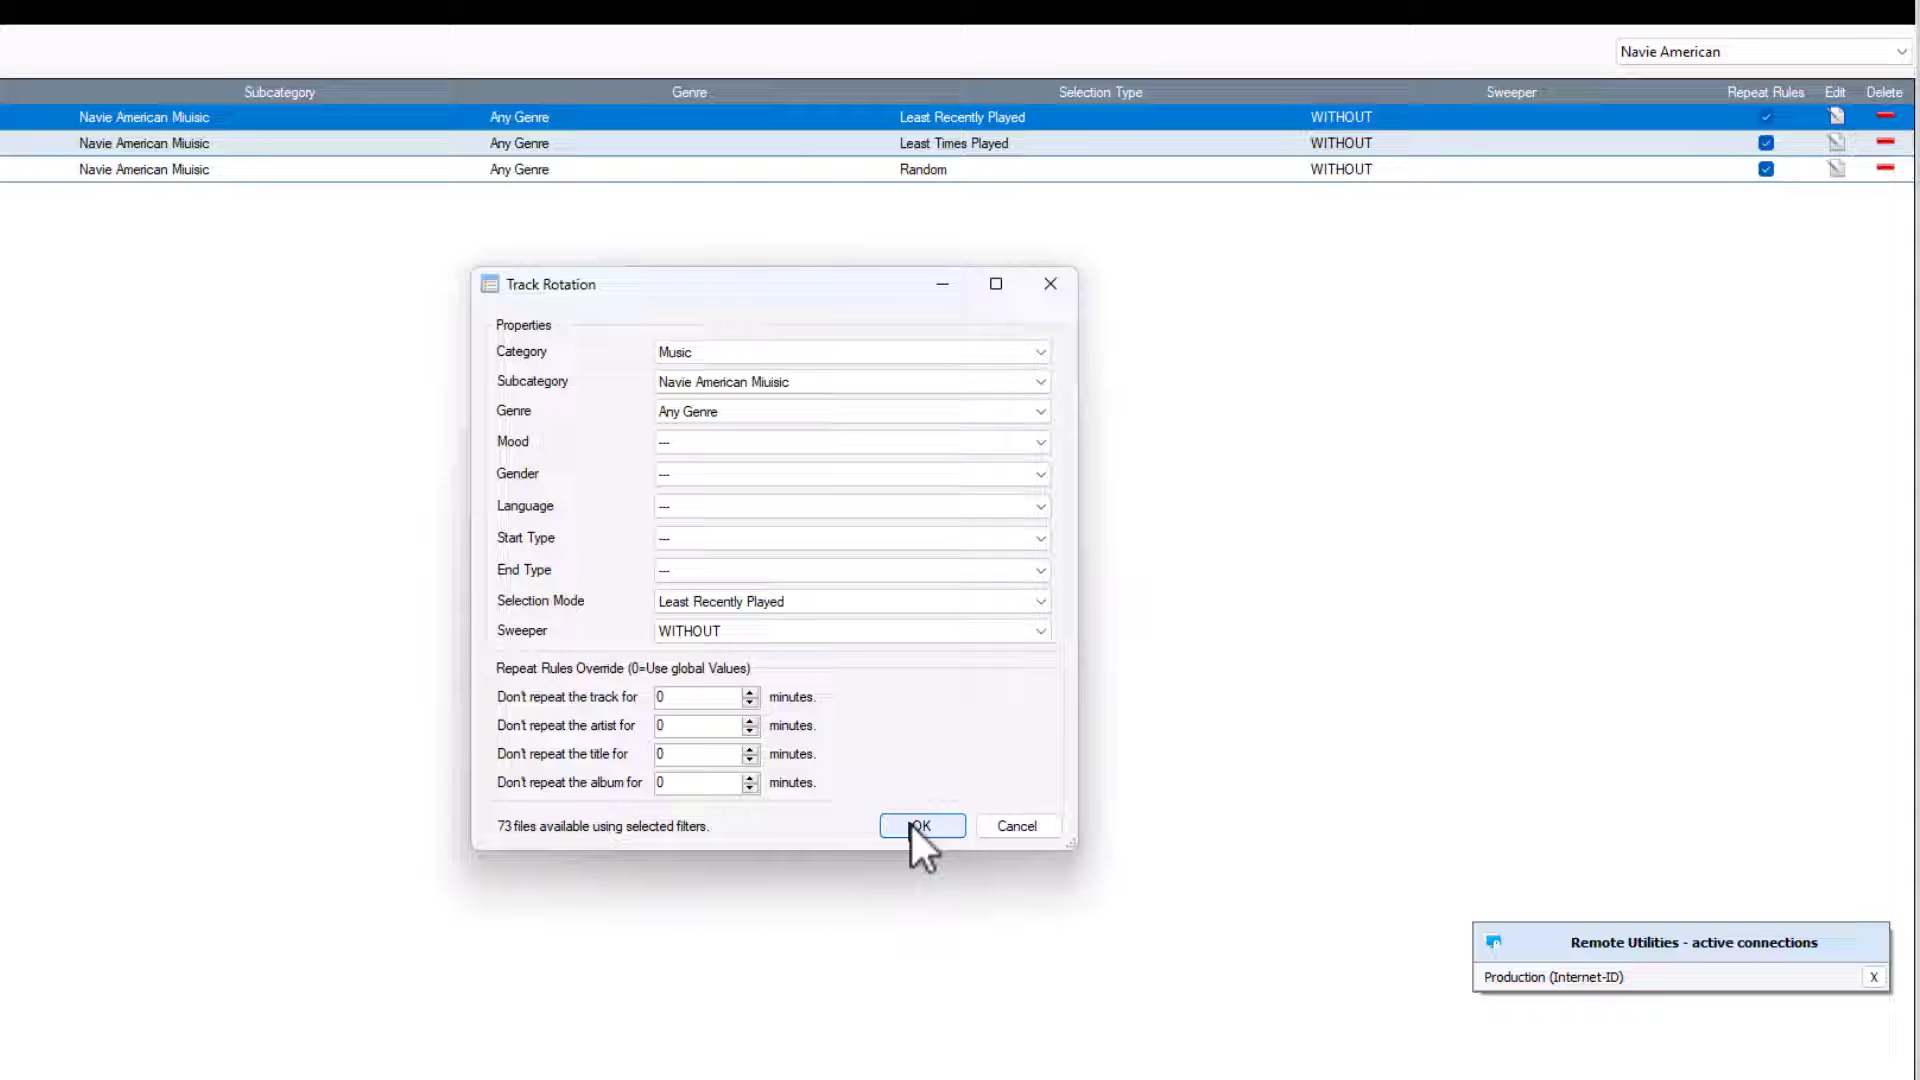 Navie American
Subcategory Genre Selection Type Sweeper Repeat Rules Edit Delete
Navie American Miuisic Any Genre Least Recently Played WITHOUT
Navie American Miuisic Any Genre Least Times Played WITHOUT
Navie American Miuisic Any Genre Random WITHOUT
Track Rotation
Properties
Category Music
Subcategory Navie American Miuisic
Genre Any Genre
Mood ---
Gender ---
Language ---
Start Type ---
End Type ---
Selection Mode Least Recently Played
Sweeper WITHOUT
Repeat Rules Override (0=Use global Values)
Don't repeat the track for 0 minutes.
Don't repeat the artist for 0 minutes.
Don't repeat the title for 0 minutes.
Don't repeat the album for 0 minutes.
73 files available using selected filters. OK Cancel
Remote Utilities - active connections
Production (Internet-ID) X